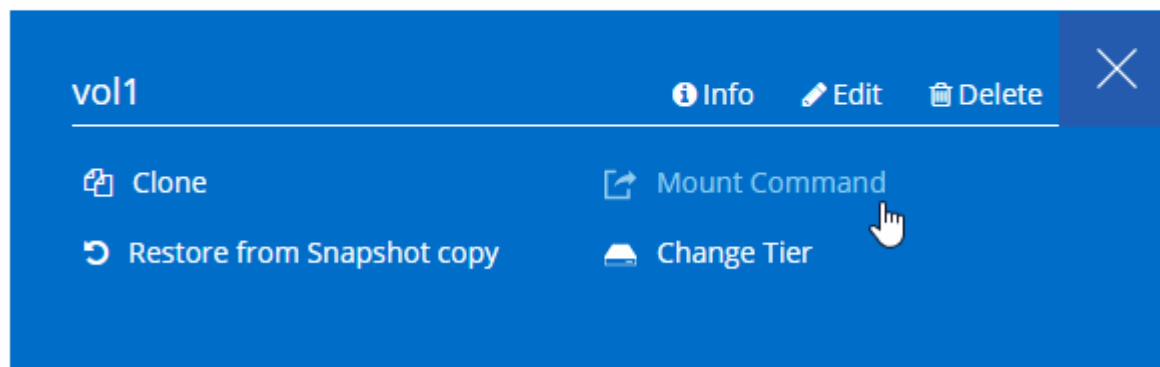 vol1
Info Edit Delete
Clone
Mount Command
Restore from Snapshot copy
Change Tier